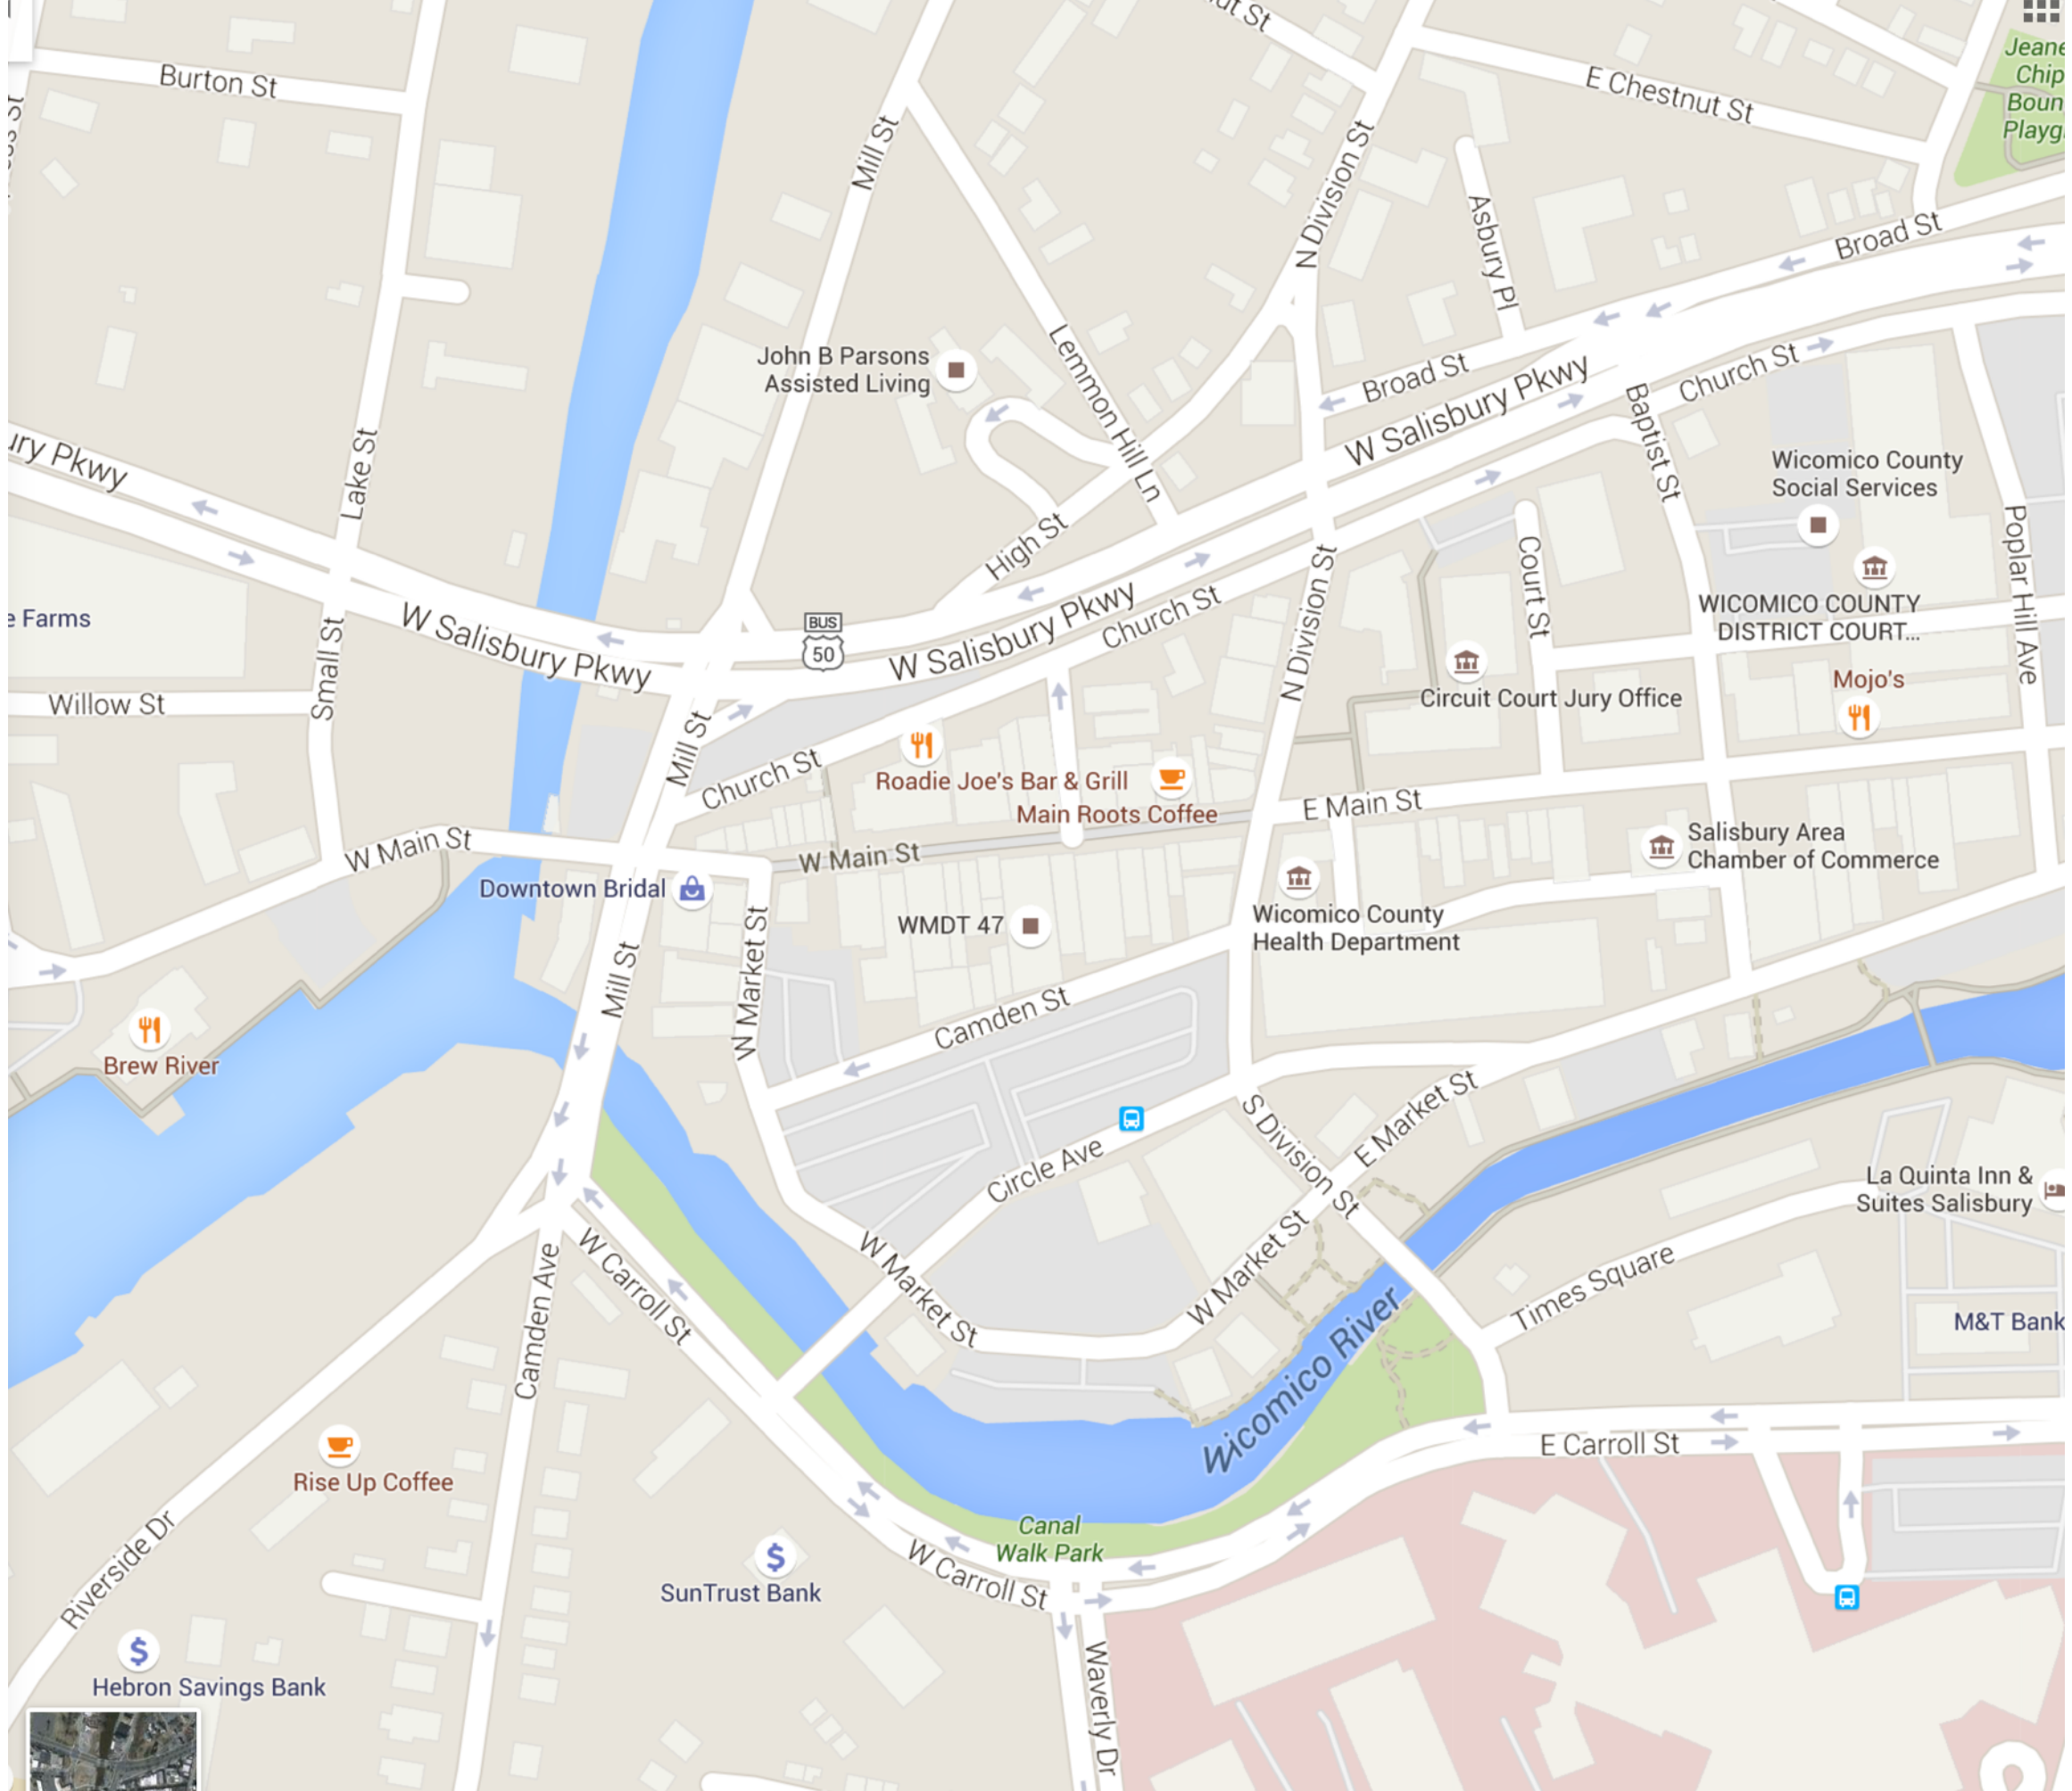 Burton St
E Chestnut St
Mill St
N Division St
Asbury Pl
Broad St
John B Parsons
Assisted Living
Lemmon Hill Ln
Broad St
W Salisbury Pkwy
Church St
Baptist St
Lake St
Wicomico County
Social Services
High St
Court St
Poplar Hill Ave
N Division St
W Salisbury Pkwy
BUS
50
W Salisbury Pkwy
Church St
WICOMICO COUNTY
DISTRICT COURT...
e Farms
Small St
Willow St
Circuit Court Jury Office
Mojo's
Mill St
Church St
Roadie Joe's Bar & Grill
Main Roots Coffee
E Main St
W Main St
W Main St
Salisbury Area
Chamber of Commerce
Downtown Bridal
WMDT 47
Wicomico County
Health Department
Mill St
W Market St
Camden St
Brew River
Circle Ave
S Division St
E Market St
La Quinta Inn &
Suites Salisbury
W Market St
W Market St
W Carroll St
Camden Ave
Times Square
M&T Bank
Wicomico River
E Carroll St
Rise Up Coffee
Riverside Dr
Canal
Walk Park
W Carroll St
SunTrust Bank
Waverly Dr
Hebron Savings Bank